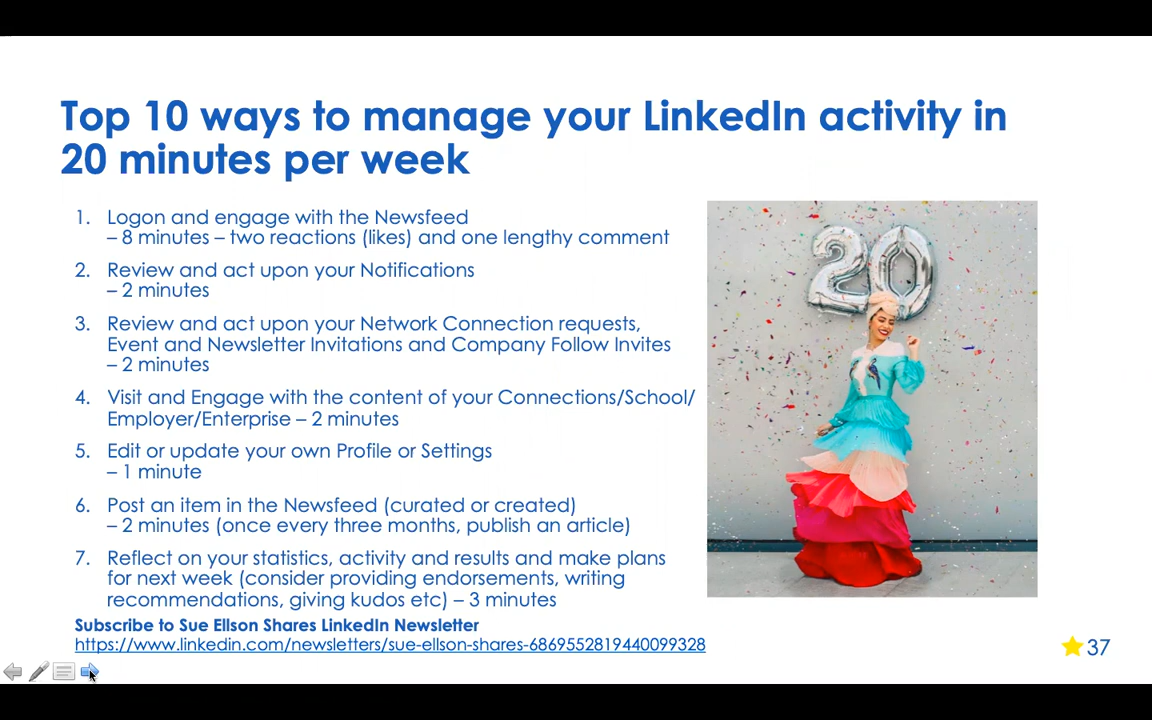 Top 10 ways to manage your LinkedIn activity in
20 minutes per week
1. Logon and engage with the Newsfeed
– 8 minutes – two reactions (likes) and one lengthy comment
2. Review and act upon your Notifications
– 2 minutes
3. Review and act upon your Network Connection requests,
Event and Newsletter Invitations and Company Follow Invites
– 2 minutes
4. Visit and Engage with the content of your Connections/School/
Employer/Enterprise – 2 minutes
5. Edit or update your own Profile or Settings
– 1 minute
6. Post an item in the Newsfeed (curated or created)
– 2 minutes (once every three months, publish an article)
7. Reflect on your statistics, activity and results and make plans
for next week (consider providing endorsements, writing
recommendations, giving kudos etc) – 3 minutes
Subscribe to Sue Ellson Shares LinkedIn Newsletter
https://www.linkedin.com/newsletters/sue-ellson-shares-6869552819440099328
20
37